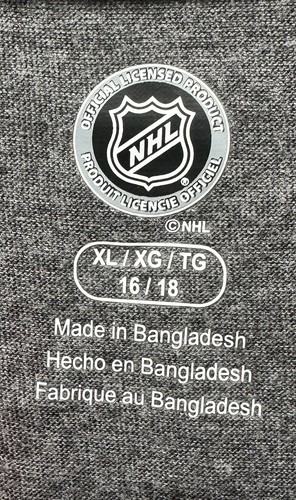 OFFICIAL LICENSED PRODUCT
NHL
®
PRODUIT LICENCIÉ OFFICIEL
©NHL
XL / XG / TG
16 / 18
Made in Bangladesh
Hecho en Bangladesh
Fabrique au Bangladesh